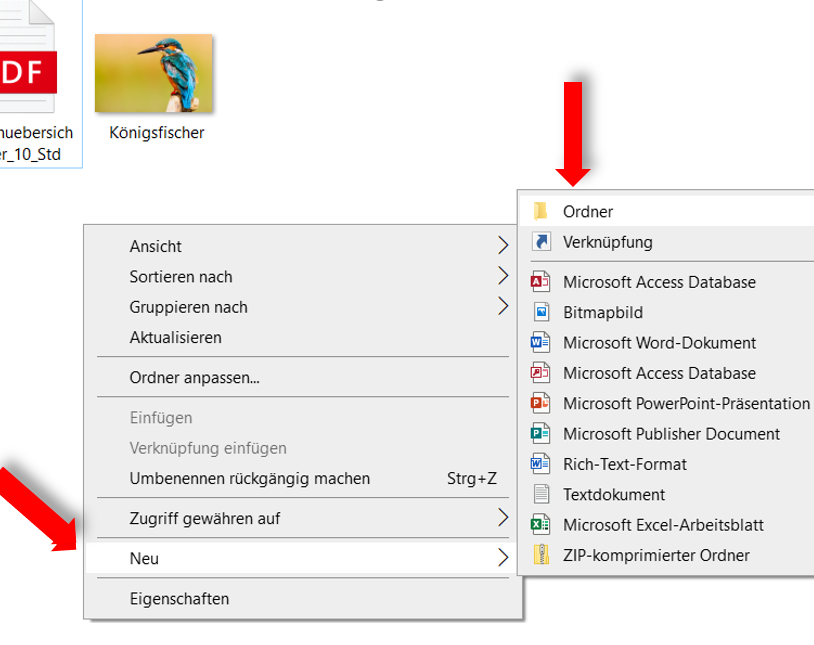 DF
nuebersich
er_10_Std
Königsfischer
Ansicht
Sortieren nach
Gruppieren nach
Aktualisieren
Ordner anpassen...
Einfügen
Verknüpfung einfügen
Umbenennen rückgängig machen Strg+Z
Zugriff gewähren auf
Neu
Eigenschaften
Ordner
Verknüpfung
Microsoft Access Database
Bitmapbild
Microsoft Word-Dokument
Microsoft Access Database
Microsoft PowerPoint-Präsentation
Microsoft Publisher Document
Rich-Text-Format
Textdokument
Microsoft Excel-Arbeitsblatt
ZIP-komprimierter Ordner